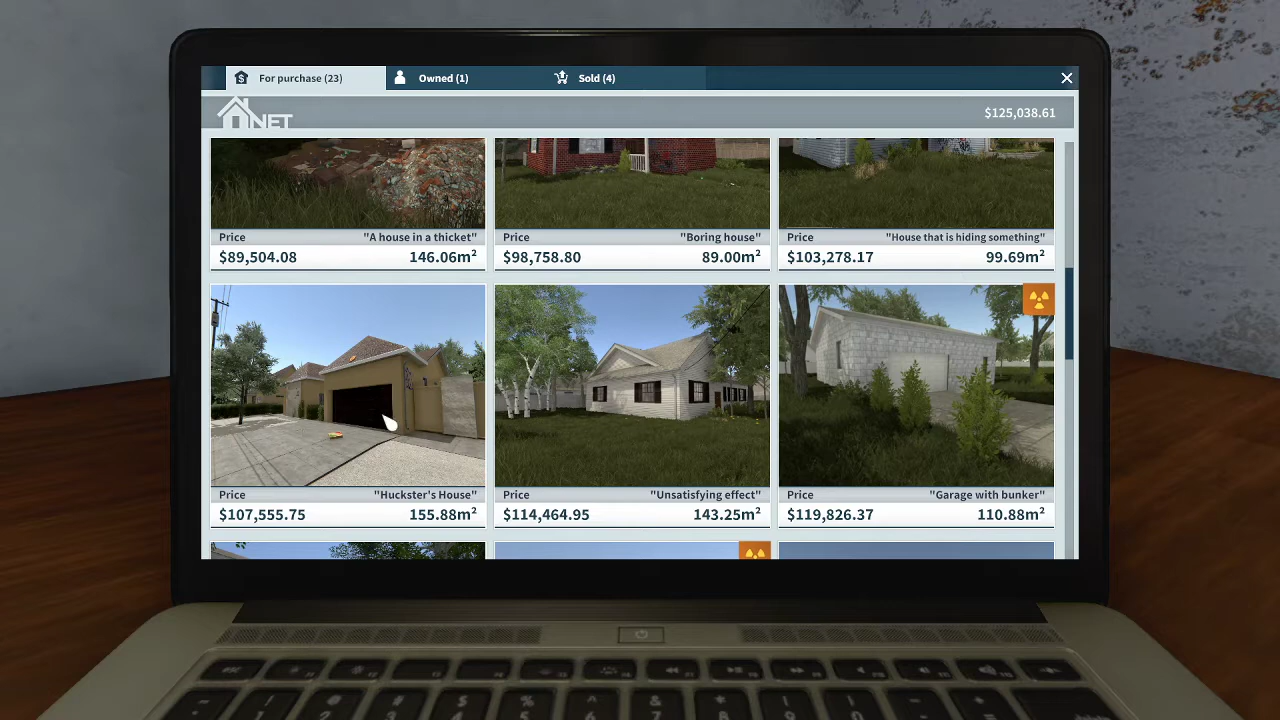 For purchase (23)
Owned (1)
Sold (4)
NET
$125,038.61
Price "A house in a thicket"
$89,504.08 146.06m²
Price "Boring house"
$98,758.80 89.00m²
Price "House that is hiding something"
$103,278.17 99.69m²
Price "Huckster's House"
$107,555.75 155.88m²
Price "Unsatisfying effect"
$114,464.95 143.25m²
Price "Garage with bunker"
$119,826.37 110.88m²